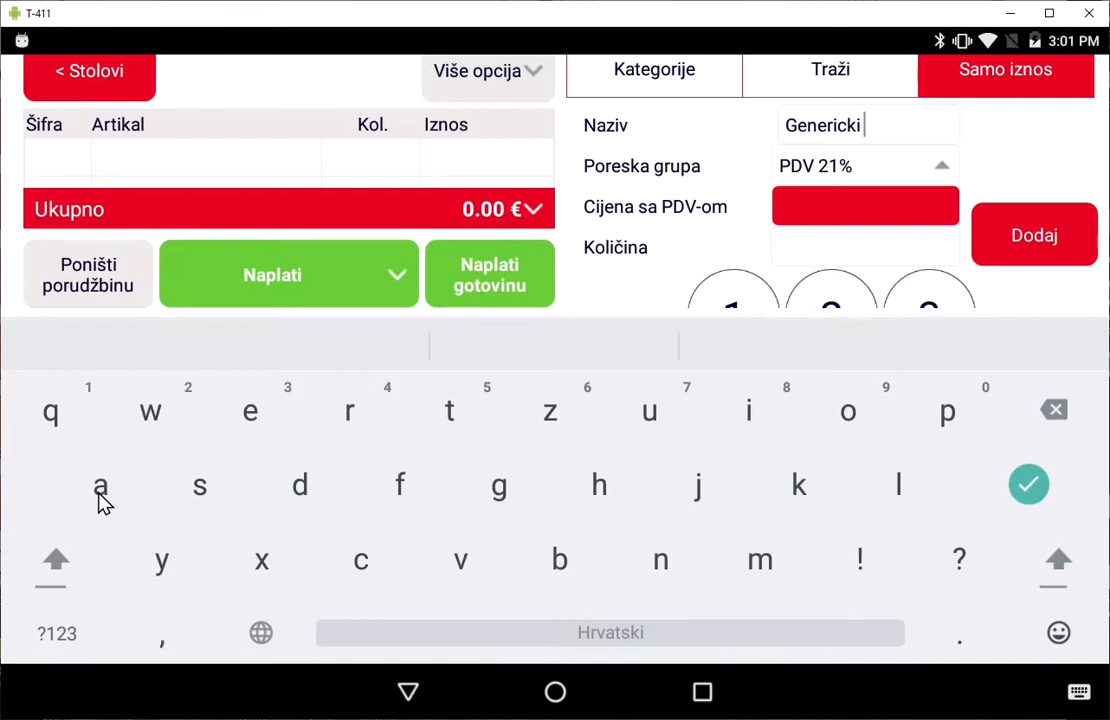 T-411
3:01 PM
< Stolovi
Više opcija
Kategorije
Traži
Samo iznos
Šifra Artikal Kol. Iznos
Naziv Genericki
Poreska grupa PDV 21%
Cijena sa PDV-om
Količina
Dodaj
Ukupno 0.00 €
Poništi
porudžbinu
Naplati
Naplati
gotovinu
1 2 3 4 5 6 7 8 9 0
q w e r t z u i o p
a s d f g h j k l
y x c v b n m ! ?
?123 , Hrvatski .